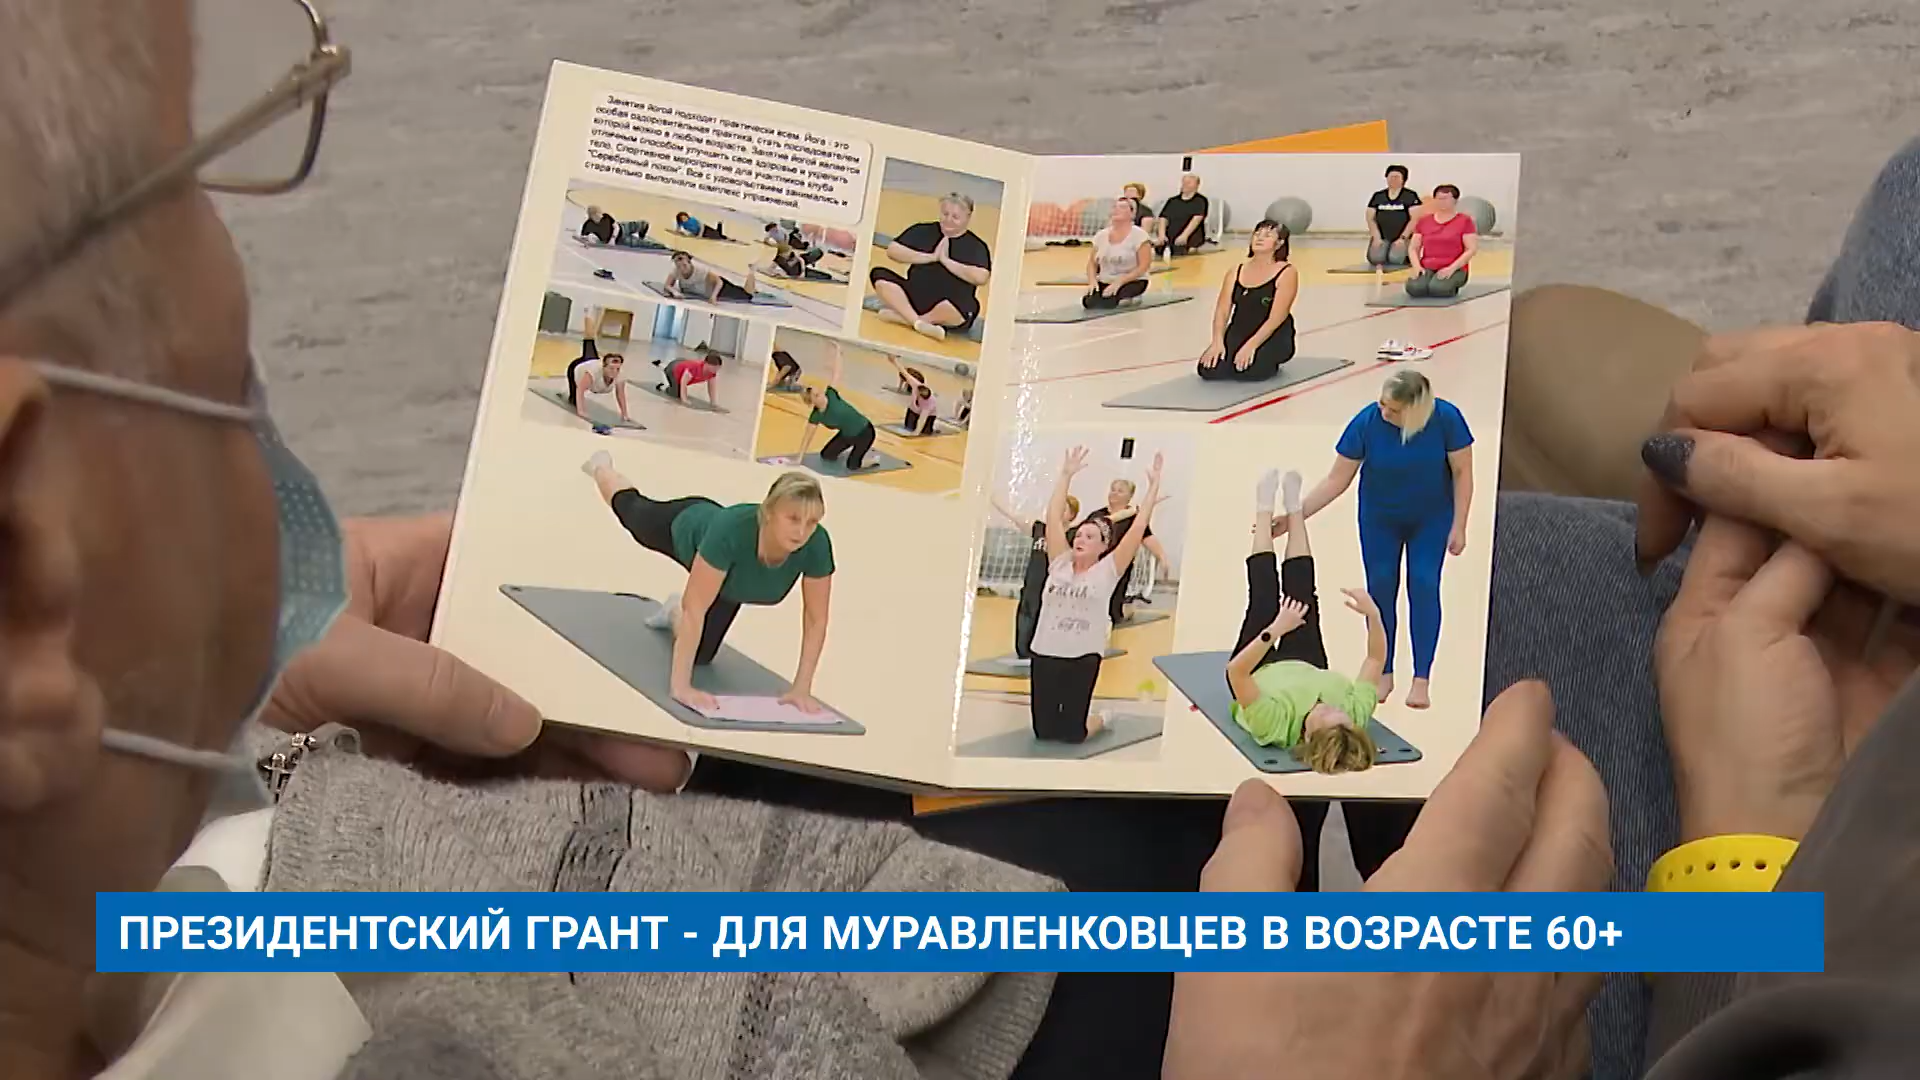 Занятия йогой подходят практически всем. Йога - это
особая оздоровительная практика, стать последователем
которой можно в любом возрасте. Занятие йогой является
отличным способом улучшить свое здоровье и укрепить
тело. Спортивное мероприятие для участников клуба
"Серебряный локон". Все с удовольствием занимались и
старательно выполняли комплекс упражнений.
ПРЕЗИДЕНТСКИЙ ГРАНТ - ДЛЯ МУРАВЛЕНКОВЦЕВ В ВОЗРАСТЕ 60+